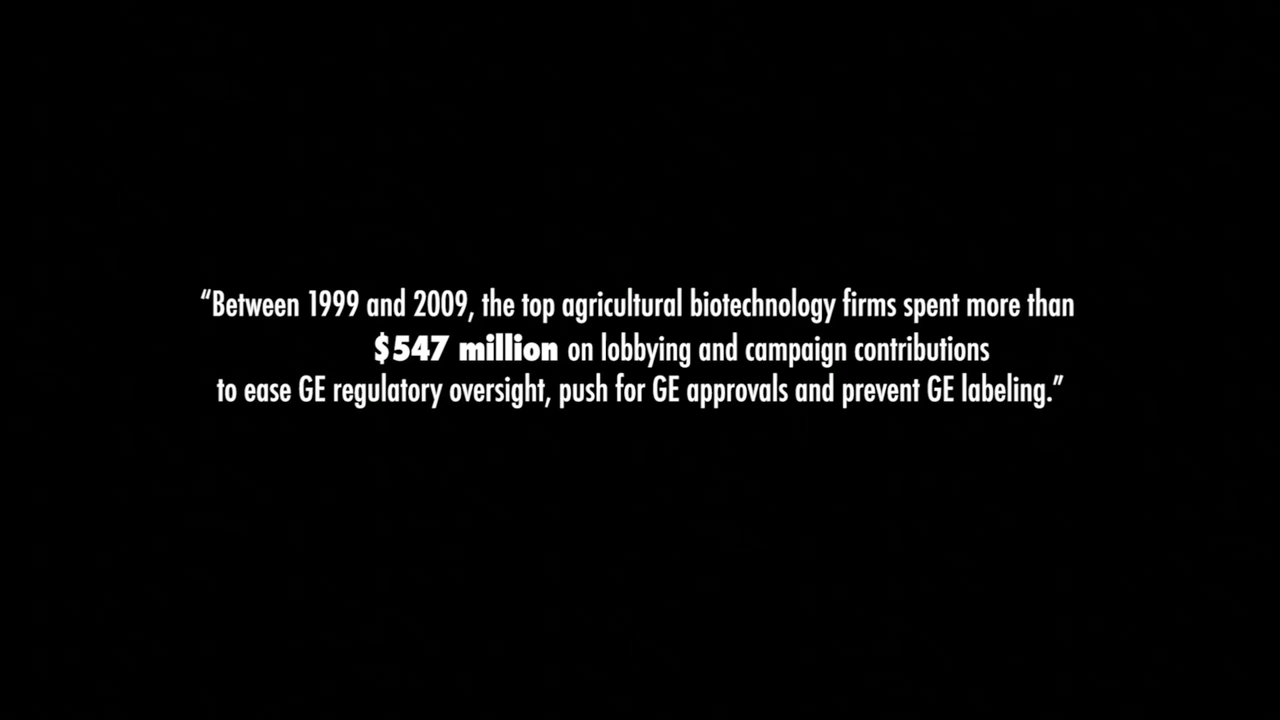 “Between 1999 and 2009, the top agricultural biotechnology firms spent more than
$547 million on lobbying and campaign contributions
to ease GE regulatory oversight, push for GE approvals and prevent GE labeling.”